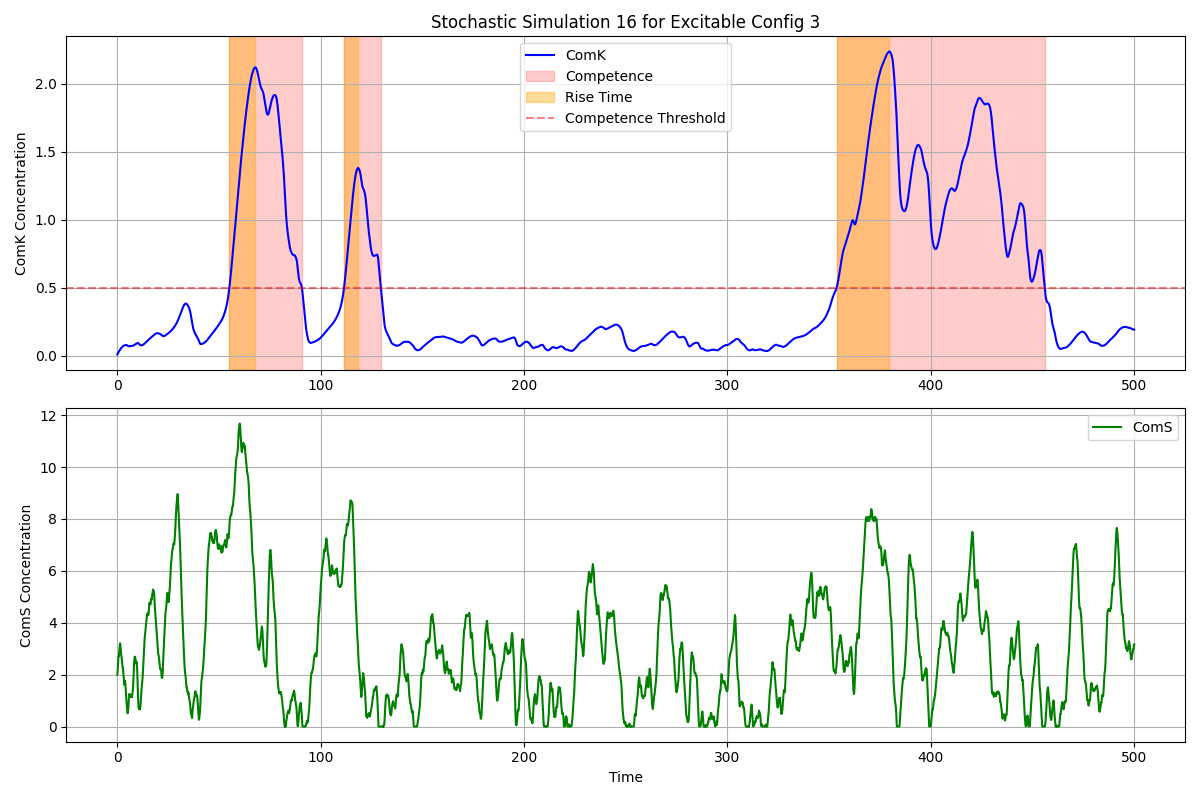 Stochastic Simulation 16 for Excitable Config 3
ComK Concentration
2.0
1.5
1.0
0.5
0.0
ComK
Competence
Rise Time
Competence Threshold
0
100
200
300
400
500
ComS Concentration
12
10
8
6
4
2
0
ComS
0
100
200
300
400
500
Time